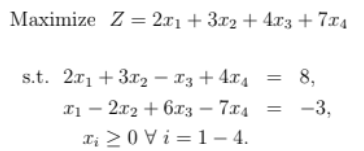 Maximize Z = 2x₁ + 3x₂ + 4x₃ + 7x₄
s.t. 2x₁ + 3x₂ − x₃ + 4x₄ = 8,
x₁ − 2x₂ + 6x₃ − 7x₄ = −3,
xᵢ ≥ 0 ∀ i = 1 − 4.